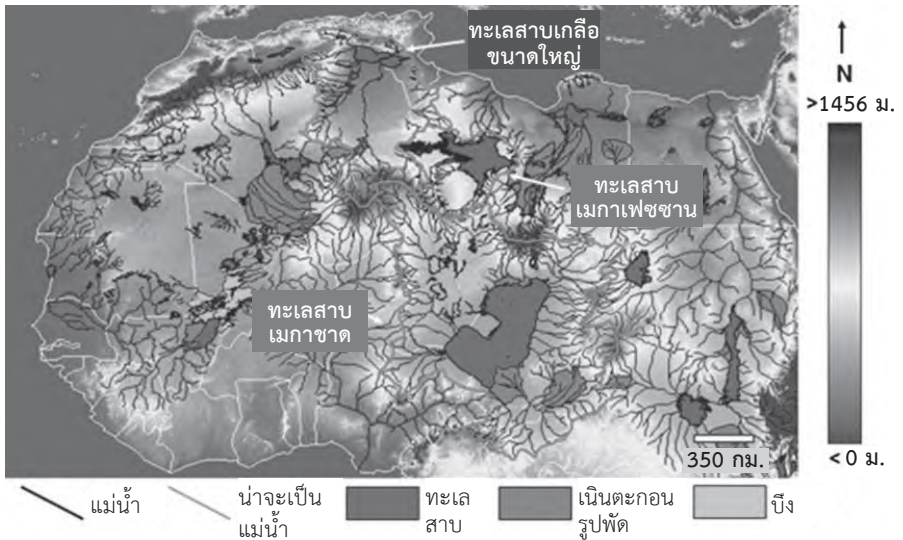 ทะเลสาบเกลือ
ขนาดใหญ่
N
>1456 ม.
ทะเลสาบ
เมกาเฟซซาน
ทะเลสาบ
เมกาชาด
350 กม.
< 0 ม.
แม่น้ำ
น่าจะเป็น
แม่น้ำ
ทะเล
สาบ
เนินตะกอน
รูปพัด
บึง